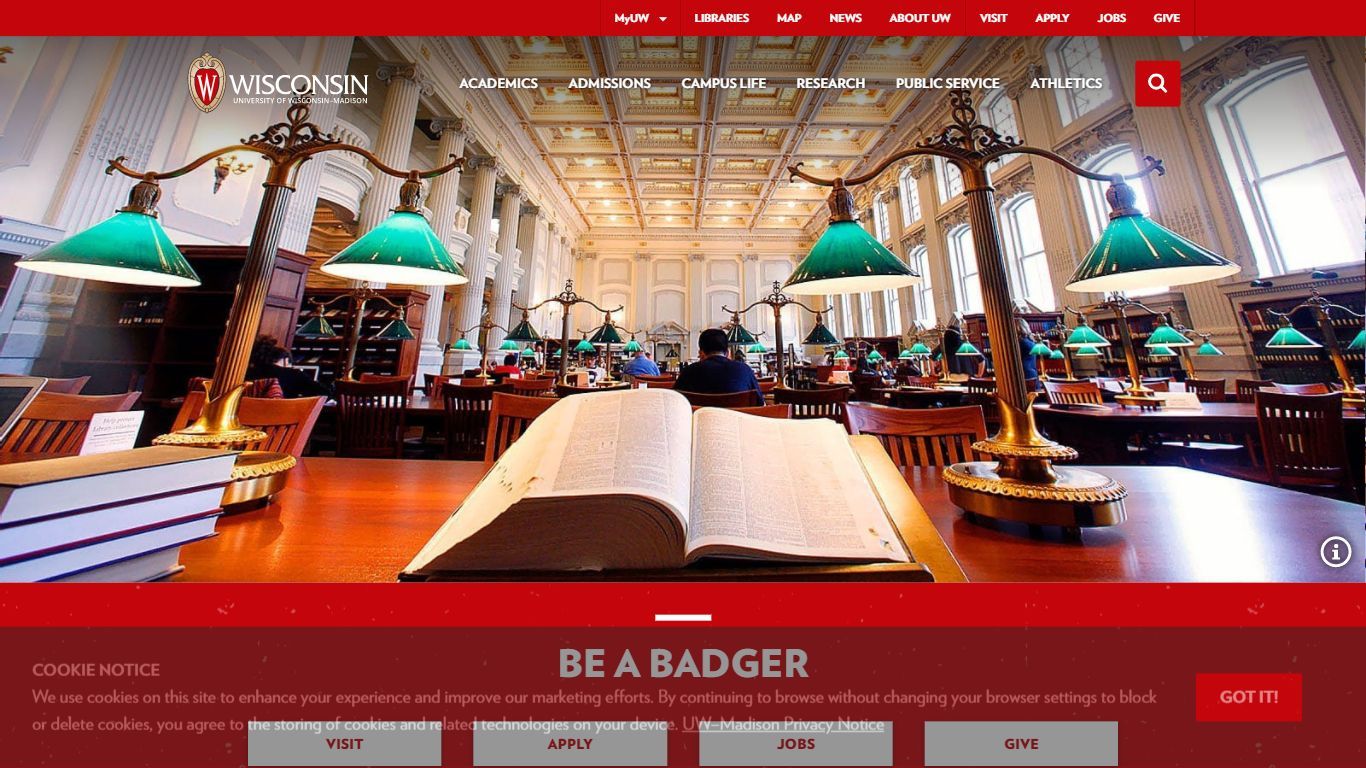 MyUW
LIBRARIES
MAP
NEWS
ABOUT UW
VISIT
APPLY
JOBS
GIVE
W
WISCONSIN
UNIVERSITY OF WISCONSIN–MADISON
ACADEMICS
ADMISSIONS
CAMPUS LIFE
RESEARCH
PUBLIC SERVICE
ATHLETICS
BE A BADGER
COOKIE NOTICE
We use cookies on this site to enhance your experience and improve our marketing efforts. By continuing to browse without changing your browser settings to block
or delete cookies, you agree to the storing of cookies and related technologies on your device. UW–Madison Privacy Notice
GOT IT!
VISIT
APPLY
JOBS
GIVE